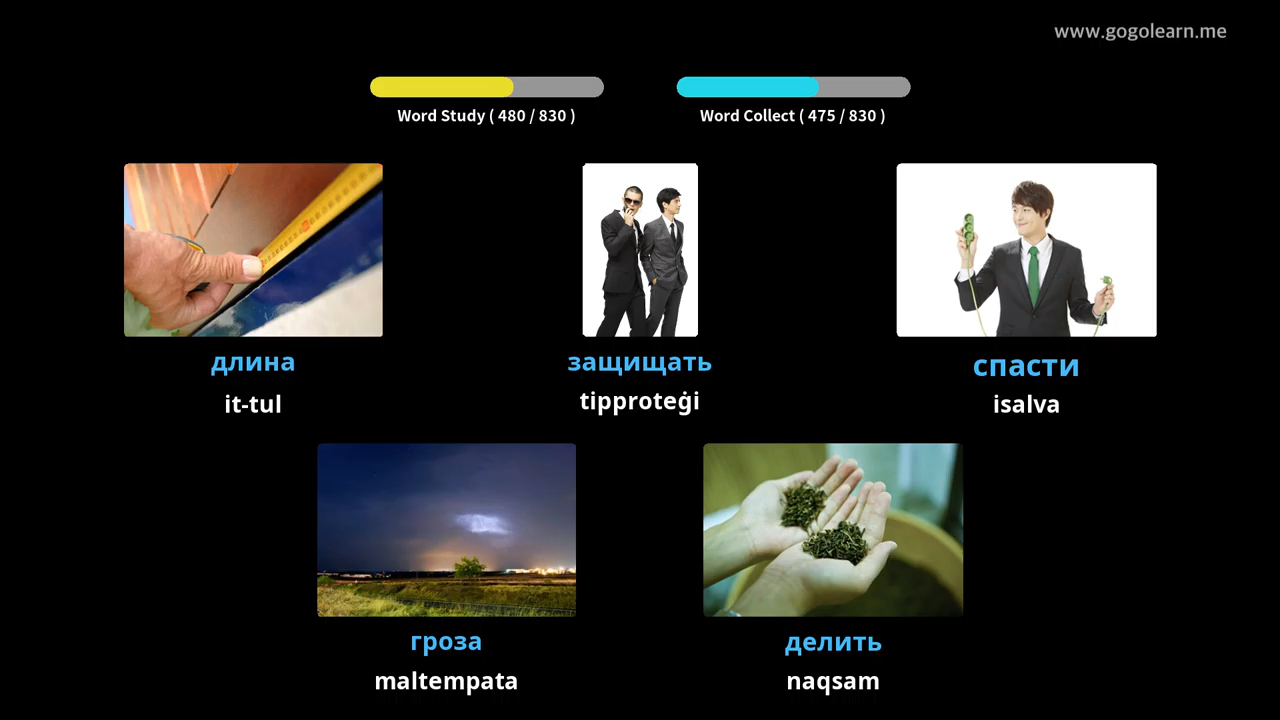 www.gogolearn.me
Word Study ( 480 / 830 )
Word Collect ( 475 / 830 )
длина
it-tul
защищать
tipproteġi
спасти
isalva
гроза
maltempata
делить
naqsam